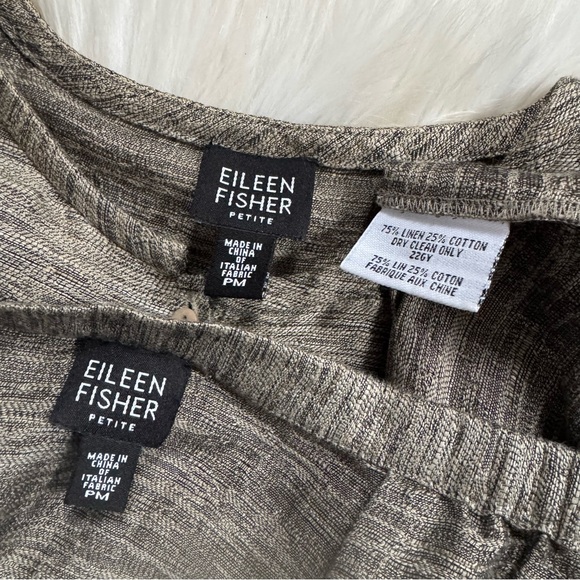 EILEEN
FISHER
PETITE
MADE IN
CHINA
OF
ITALIAN
FABRIC
PM
75% LINEN 25% COTTON
DRY CLEAN ONLY
22GY
75% LIN 25% COTON
FABRIQUE AUX CHINE
EILEEN
FISHER
PETITE
MADE IN
CHINA
OF
ITALIAN
FABRIC
PM